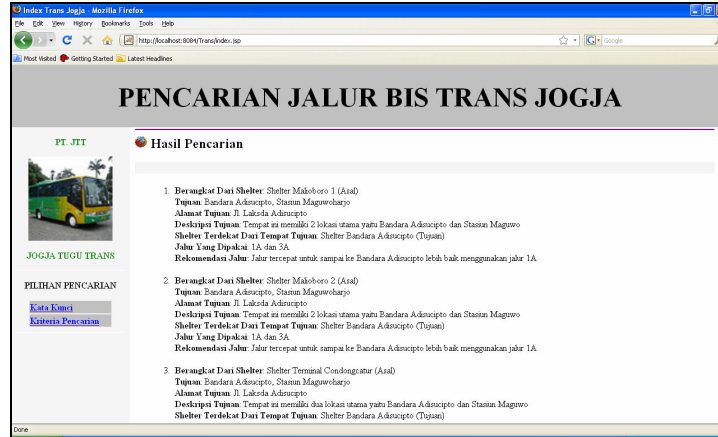 Index Trans Jogja - Mozilla Firefox
File Edit View History Bookmarks Tools Help
http://localhost:8084/Trans/index.jsp
Google
Most Visited Getting Started Latest Headlines
PENCARIAN JALUR BIS TRANS JOGJA
PT. JTT
JOGJA TUGU TRANS
PILIHAN PENCARIAN
Kata Kunci
Kriteria Pencarian
Hasil Pencarian
1. Berangkat Dari Shelter: Shelter Malioboro 1 (Asal)
Tujuan: Bandara Adisucipto, Stasiun Maguwoharjo
Alamat Tujuan: Jl. Laksda Adisucipto
Deskripsi Tujuan: Tempat ini memiliki 2 lokasi utama yaitu Bandara Adisucipto dan Stasiun Maguwo
Shelter Terdekat Dari Tempat Tujuan: Shelter Bandara Adisucipto (Tujuan)
Jalur Yang Dipakai: 1A dan 3A
Rekomendasi Jalur: Jalur tercepat untuk sampai ke Bandara Adisucipto lebih baik menggunakan jalur 1A
2. Berangkat Dari Shelter: Shelter Malioboro 2 (Asal)
Tujuan: Bandara Adisucipto, Stasiun Maguwoharjo
Alamat Tujuan: Jl. Laksda Adisucipto
Deskripsi Tujuan: Tempat ini memiliki 2 lokasi utama yaitu Bandara Adisucipto dan Stasiun Maguwo
Shelter Terdekat Dari Tempat Tujuan: Shelter Bandara Adisucipto (Tujuan)
Jalur Yang Dipakai: 1A dan 3A
Rekomendasi Jalur: Jalur tercepat untuk sampai ke Bandara Adisucipto lebih baik menggunakan jalur 1A
3. Berangkat Dari Shelter: Shelter Terminal Condongcatur (Asal)
Tujuan: Bandara Adisucipto, Stasiun Maguwoharjo
Alamat Tujuan: Jl. Laksda Adisucipto
Deskripsi Tujuan: Tempat ini memiliki dua lokasi utama yaitu Bandara Adisucipto dan Stasiun Maguwo
Shelter Terdekat Dari Tempat Tujuan: Shelter Bandara Adisucipto (Tujuan)
Done